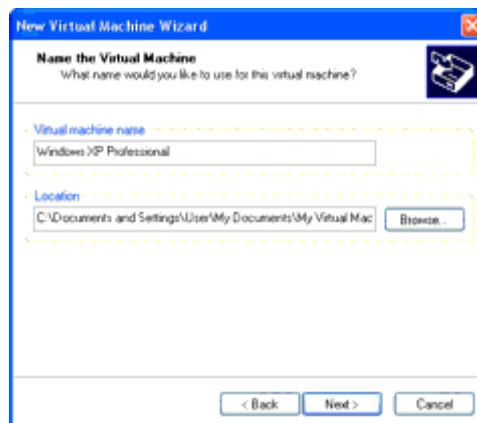 New Virtual Machine Wizard
Name the Virtual Machine
What name would you like to use for this virtual machine?
Virtual machine name
Windows XP Professional
Location
C:\Documents and Settings\User\My Documents\My Virtual Mac
Browse...
< Back
Next >
Cancel